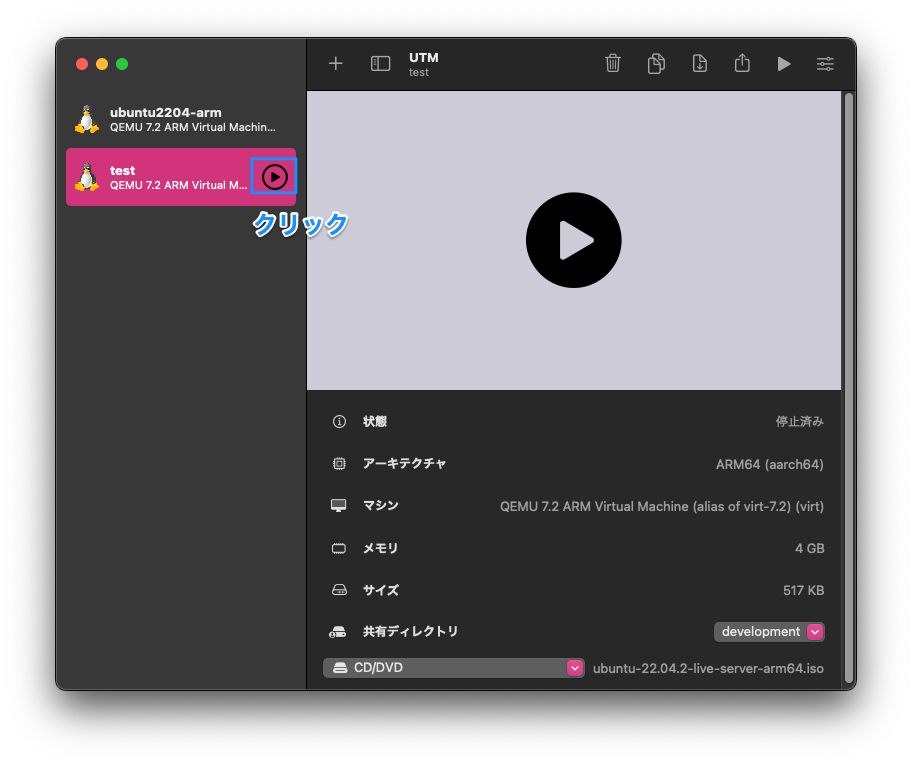 UTM
test
ubuntu2204-arm
QEMU 7.2 ARM Virtual Machin...
test
QEMU 7.2 ARM Virtual M...
クリック
状態
停止済み
アーキテクチャ
ARM64 (aarch64)
マシン
QEMU 7.2 ARM Virtual Machine (alias of virt-7.2) (virt)
メモリ
4 GB
サイズ
517 KB
共有ディレクトリ
development
CD/DVD
ubuntu-22.04.2-live-server-arm64.iso